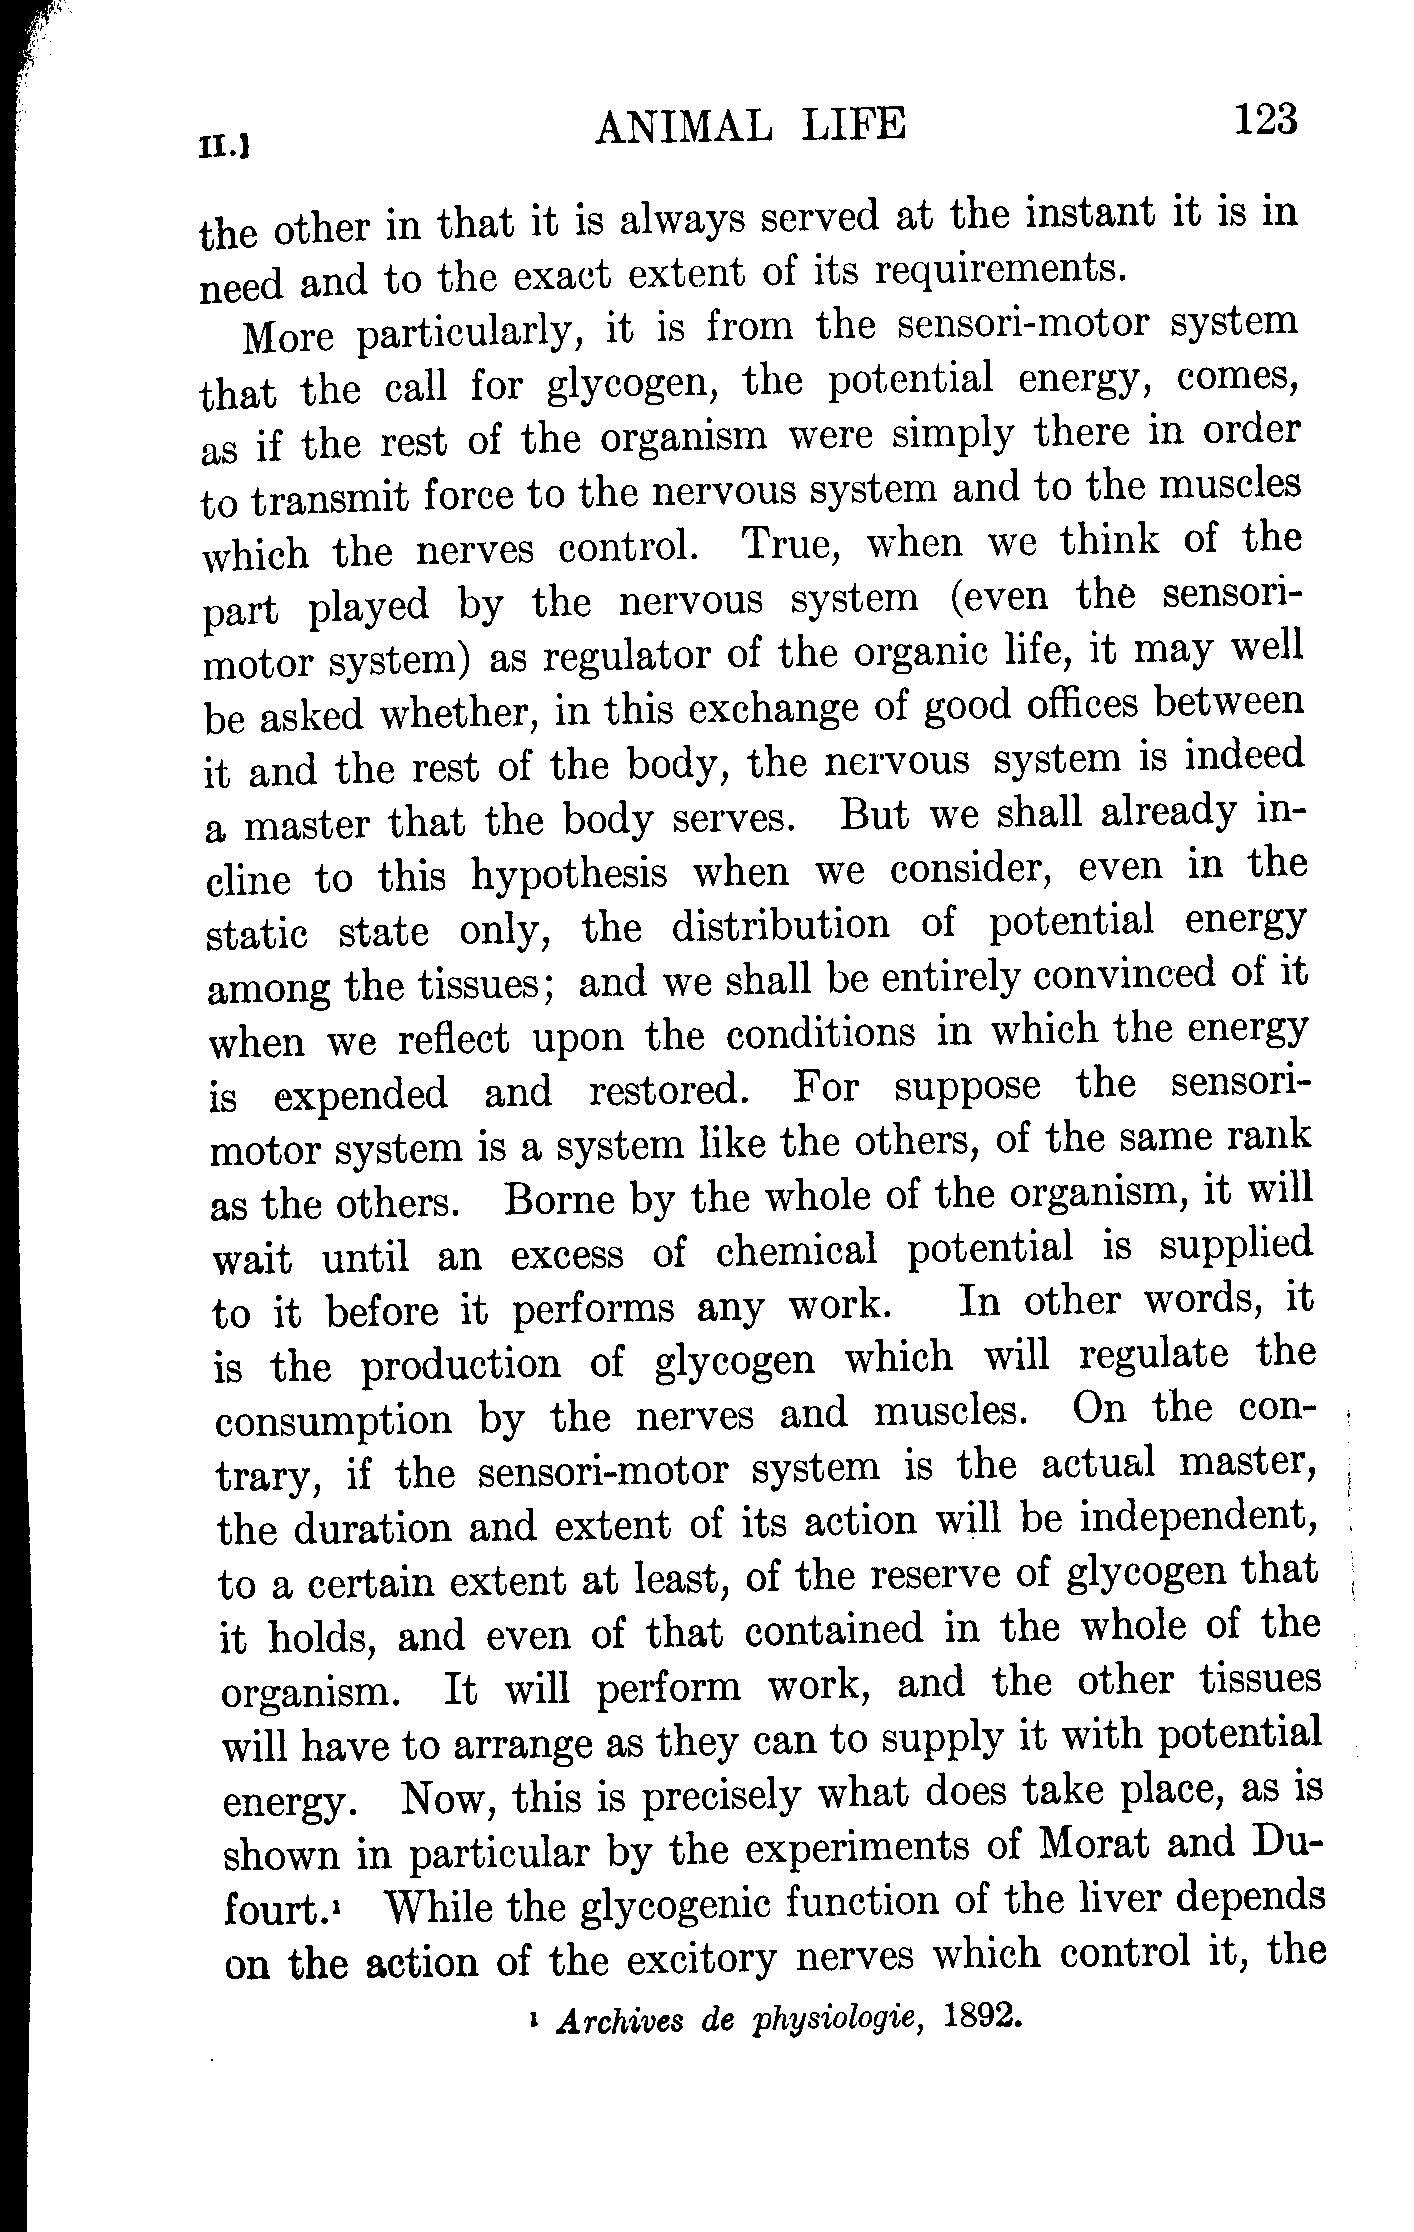 II.] ANIMAL LIFE 123
the other in that it is always served at the instant it is in
need and to the exact extent of its requirements.
More particularly, it is from the sensori-motor system
that the call for glycogen, the potential energy, comes,
as if the rest of the organism were simply there in order
to transmit force to the nervous system and to the muscles
which the nerves control. True, when we think of the
part played by the nervous system (even the sensori-
motor system) as regulator of the organic life, it may well
be asked whether, in this exchange of good offices between
it and the rest of the body, the nervous system is indeed
a master that the body serves. But we shall already in-
cline to this hypothesis when we consider, even in the
static state only, the distribution of potential energy
among the tissues; and we shall be entirely convinced of it
when we reflect upon the conditions in which the energy
is expended and restored. For suppose the sensori-
motor system is a system like the others, of the same rank
as the others. Borne by the whole of the organism, it will
wait until an excess of chemical potential is supplied
to it before it performs any work. In other words, it
is the production of glycogen which will regulate the
consumption by the nerves and muscles. On the con-
trary, if the sensori-motor system is the actual master,
the duration and extent of its action will be independent,
to a certain extent at least, of the reserve of glycogen that
it holds, and even of that contained in the whole of the
organism. It will perform work, and the other tissues
will have to arrange as they can to supply it with potential
energy. Now, this is precisely what does take place, as is
shown in particular by the experiments of Morat and Du-
fourt.¹ While the glycogenic function of the liver depends
on the action of the excitory nerves which control it, the
¹ Archives de physiologie, 1892.